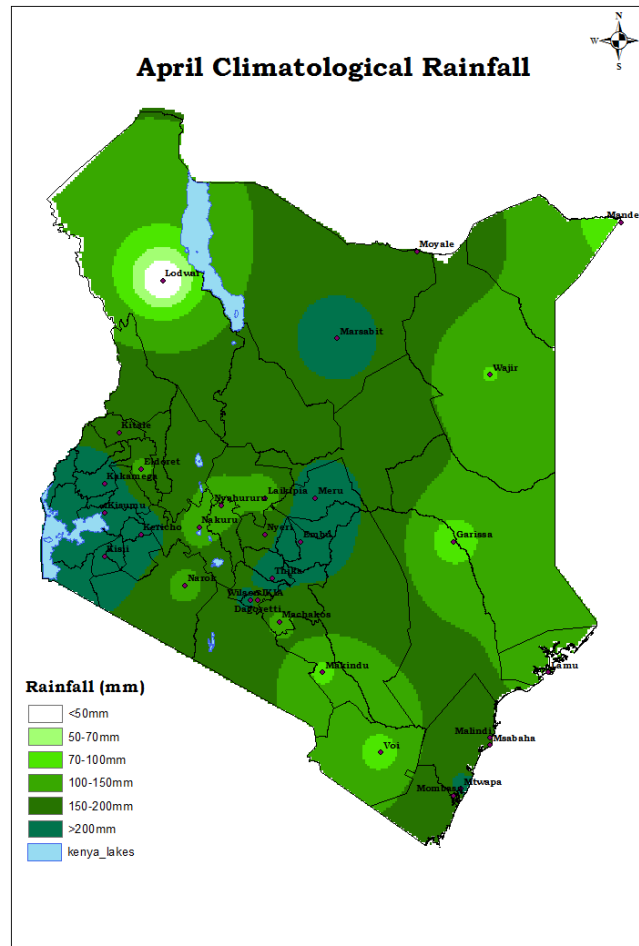 N
W
S
April Climatological Rainfall
Mande
Moyale
Lodwar
Marsabit
Wajir
Kitale
Eldoret
Kakamega
Laikipia
Meru
Nyahururu
Kisumu
Nakuru
Kericho
Nyeri
Embu
Garissa
Kisii
Thika
Narok
Dagoretti
Machakos
Makindu
Lamu
Rainfall (mm)
<50mm
50-70mm
70-100mm
100-150mm
150-200mm
>200mm
kenya_lakes
Malindi
Msabaha
Voi
Mtwapa
Mombasa